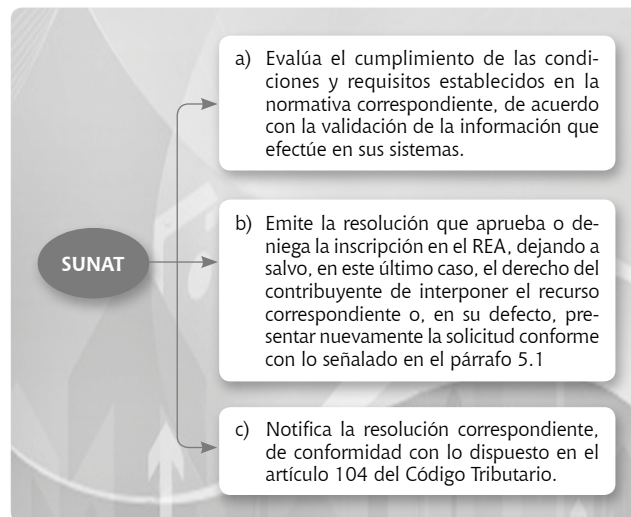 SUNAT
a) Evalúa el cumplimiento de las condi-
ciones y requisitos establecidos en la
normativa correspondiente, de acuerdo
con la validación de la información que
efectúe en sus sistemas.
b) Emite la resolución que aprueba o de-
niega la inscripción en el REA, dejando a
salvo, en este último caso, el derecho del
contribuyente de interponer el recurso
correspondiente o, en su defecto, pre-
sentar nuevamente la solicitud conforme
con lo señalado en el párrafo 5.1
c) Notifica la resolución correspondiente,
de conformidad con lo dispuesto en el
artículo 104 del Código Tributario.